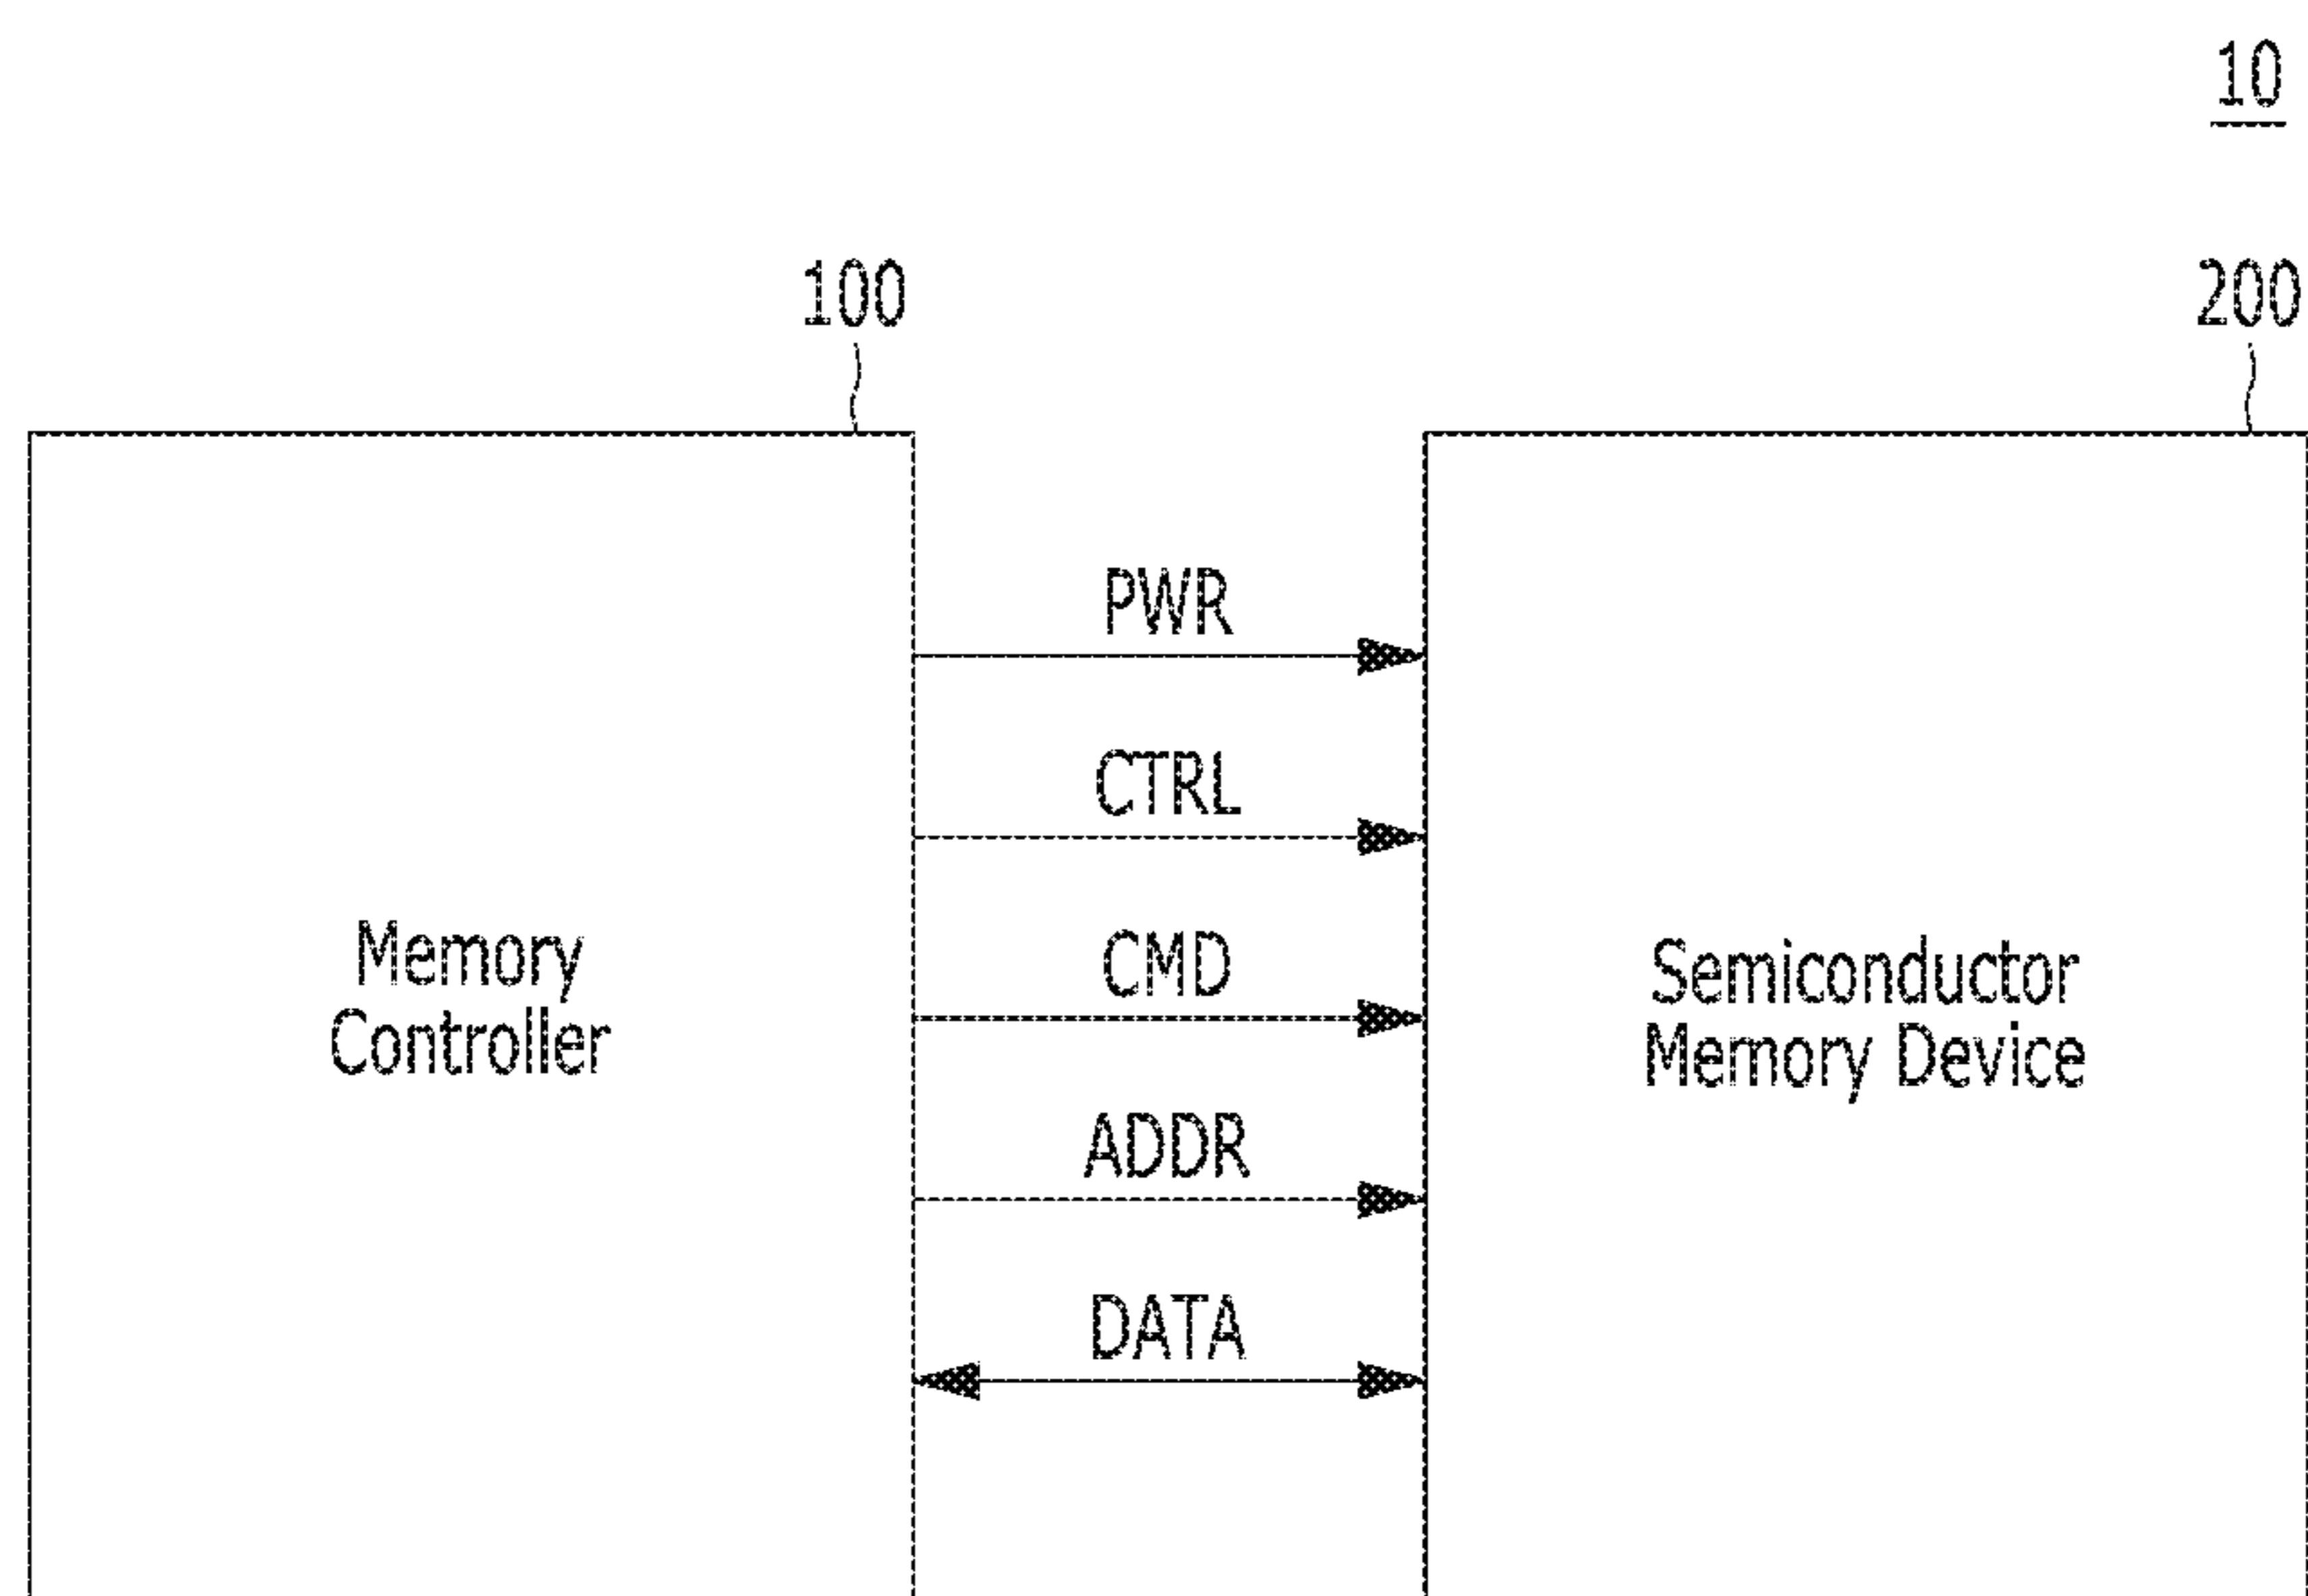 10
100
200
PWR
CTRL
CMD
ADDR
DATA
Memory
Controller
Semiconductor
Memory Device